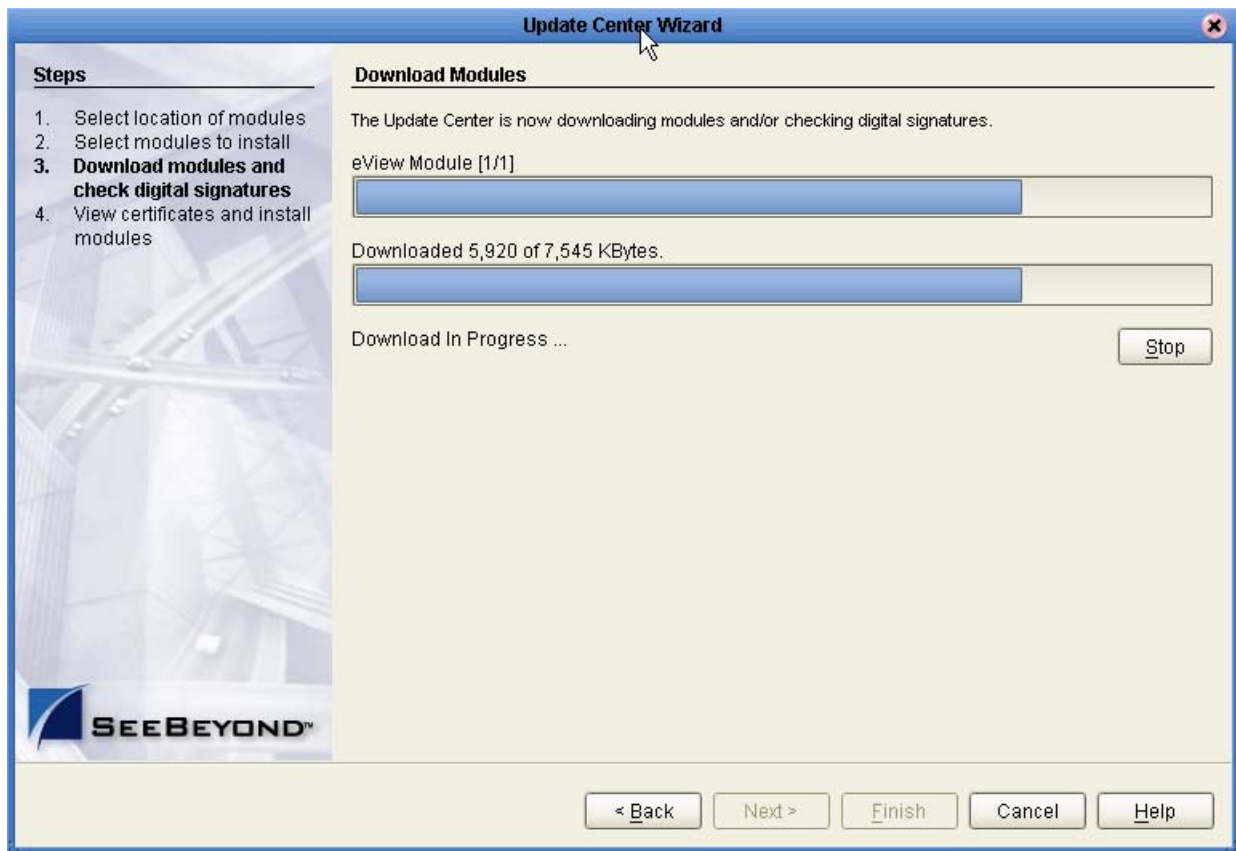 Update Center Wizard
Steps
1. Select location of modules
2. Select modules to install
3. Download modules and
check digital signatures
4. View certificates and install
modules
SEEBEYOND™
Download Modules
The Update Center is now downloading modules and/or checking digital signatures.
eView Module [1/1]
Downloaded 5,920 of 7,545 KBytes.
Download In Progress ...
Stop
< Back
Next >
Finish
Cancel
Help